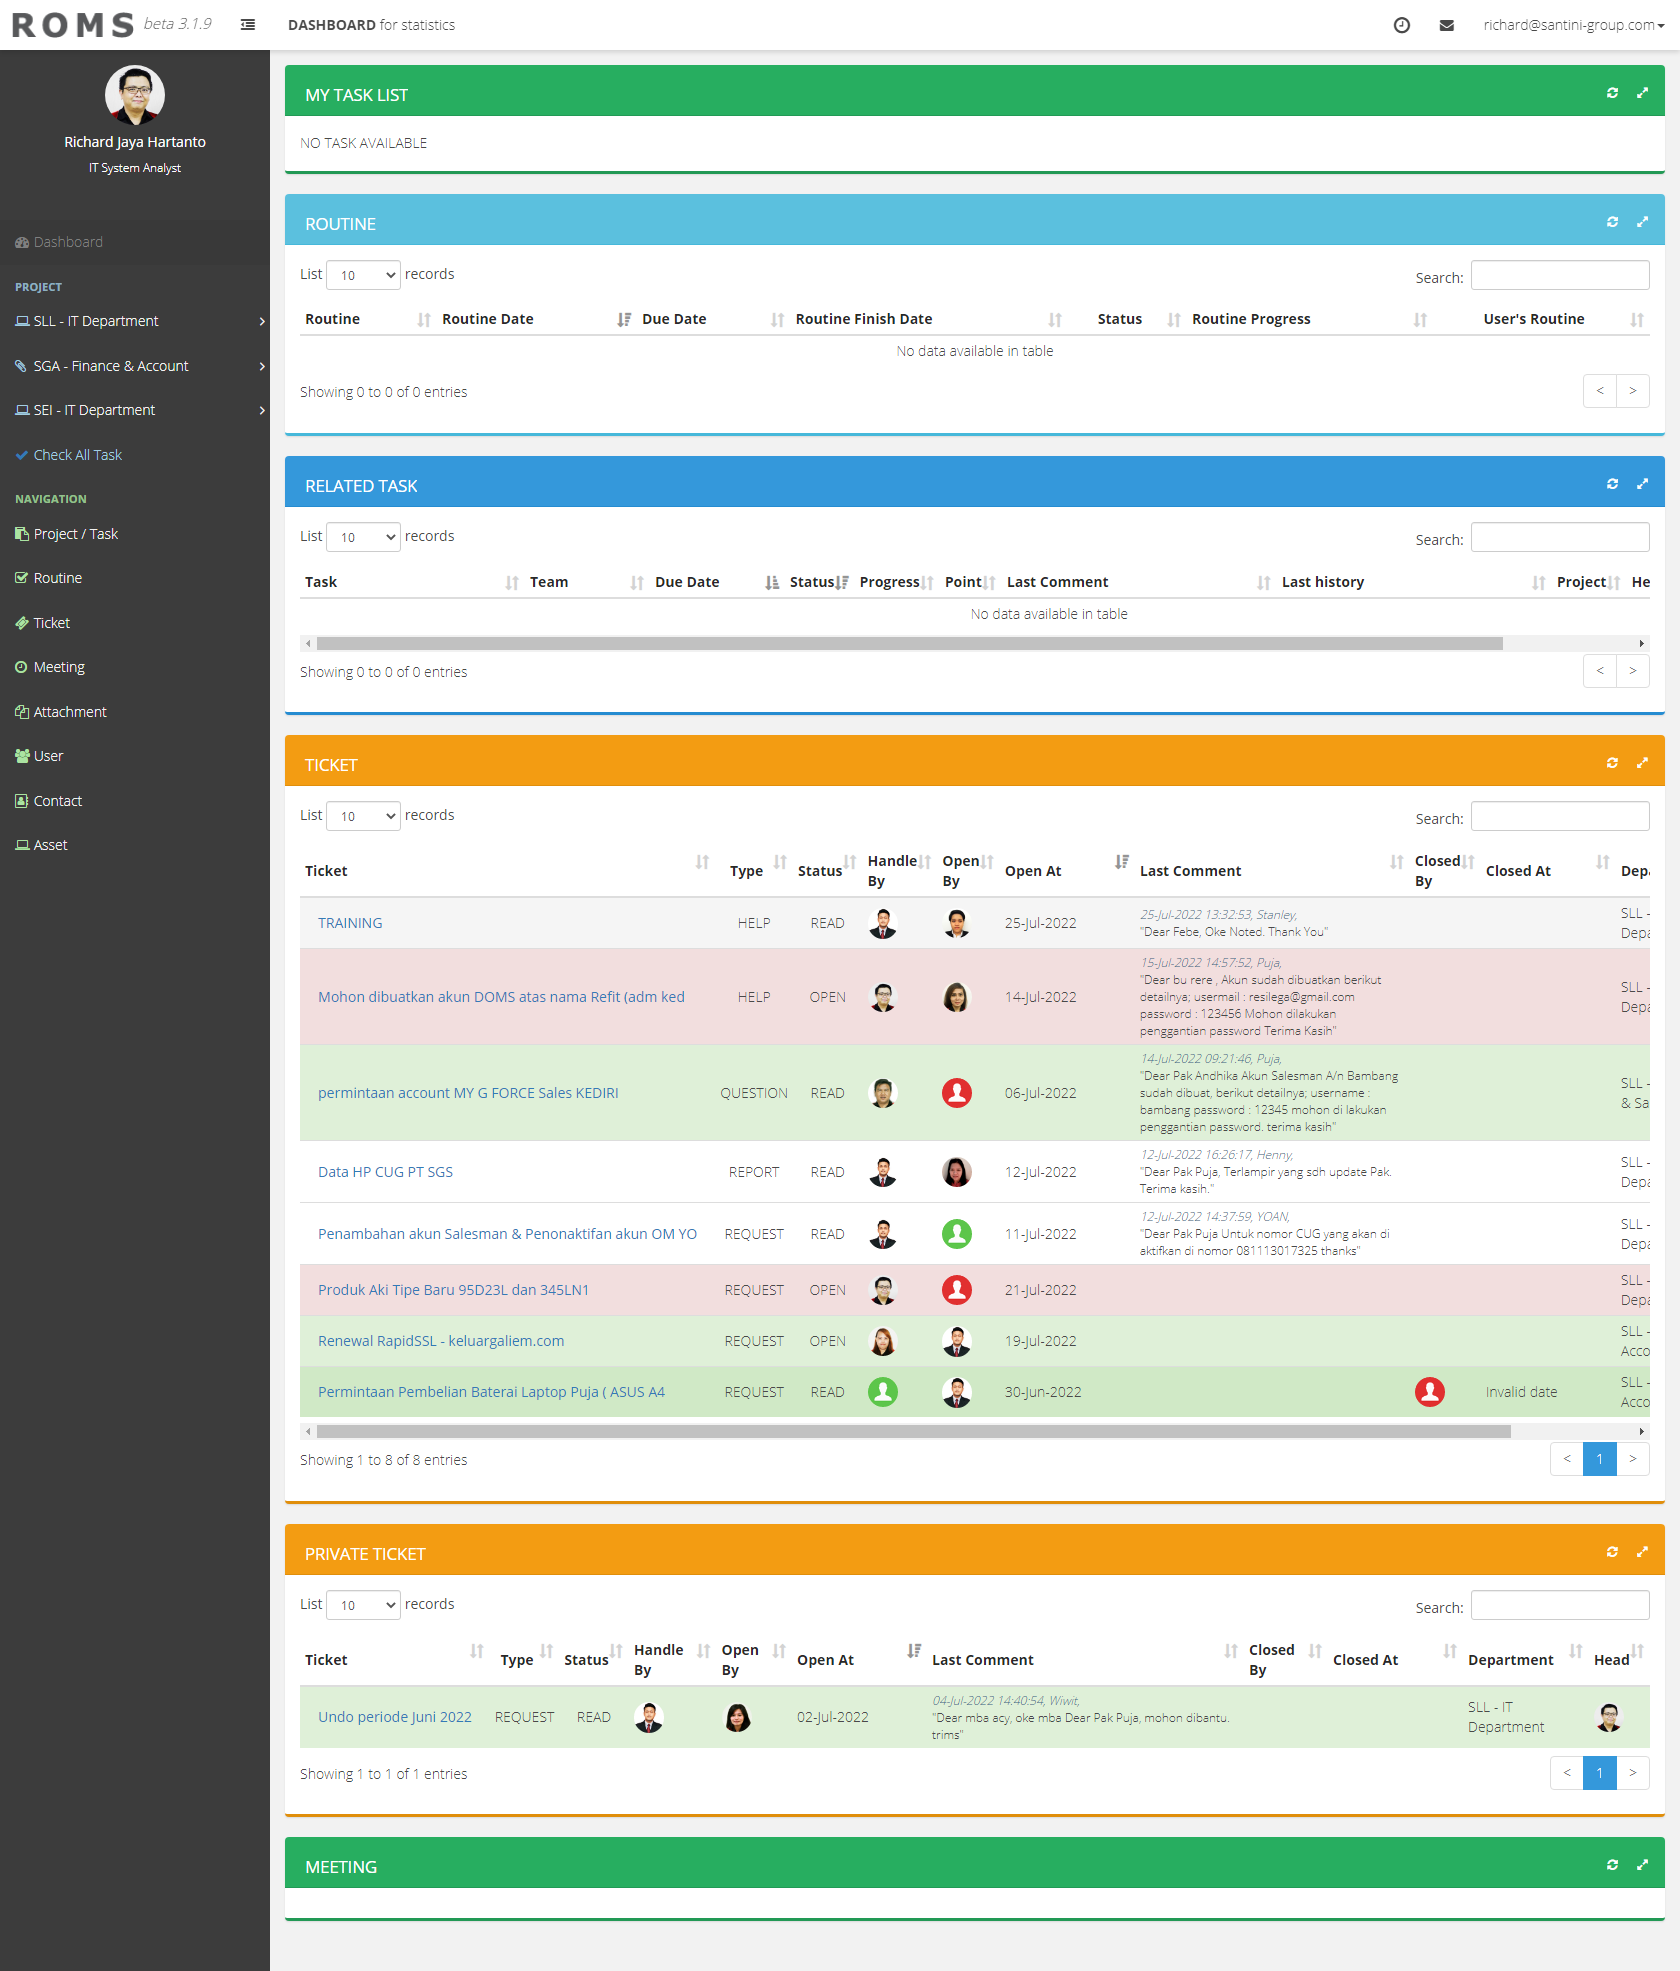 ROMS beta 3.1.9
DASHBOARD for statistics
richard@santini-group.com
Richard Jaya Hartanto
IT System Analyst
Dashboard
PROJECT
SLL - IT Department
SGA - Finance & Account
SEI - IT Department
Check All Task
NAVIGATION
Project / Task
Routine
Ticket
Meeting
Attachment
User
Contact
Asset
MY TASK LIST
NO TASK AVAILABLE
ROUTINE
List 10 records
Search:
Routine Routine Date Due Date Routine Finish Date Status Routine Progress User's Routine
No data available in table
Showing 0 to 0 of 0 entries
< >
RELATED TASK
List 10 records
Search:
Task Team Due Date Status Progress Point Last Comment Last history Project He
No data available in table
Showing 0 to 0 of 0 entries
< >
TICKET
List 10 records
Search:
Ticket Type Status Handle By Open By Open At Last Comment Closed By Closed At Depa
TRAINING HELP READ 25-Jul-2022
25-Jul-2022 13:32:53, Stanley,
"Dear Febe, Oke Noted. Thank You"
SLL -
Depa
Mohon dibuatkan akun DOMS atas nama Refit (adm ked HELP OPEN 14-Jul-2022
15-Jul-2022 14:57:52, Puja,
"Dear bu rere , Akun sudah dibuatkan berikut
detailnya; usermail : resilega@gmail.com
password : 123456 Mohon dilakukan
penggantian password Terima Kasih"
SLL -
Depa
permintaan account MY G FORCE Sales KEDIRI QUESTION READ 06-Jul-2022
14-Jul-2022 09:21:46, Puja,
"Dear Pak Andhika Akun Salesman A/n Bambang
sudah dibuat, berikut detailnya; username :
bambang password : 12345 mohon di lakukan
penggantian password. terima kasih"
SLL -
& Sa
Data HP CUG PT SGS REPORT READ 12-Jul-2022
12-Jul-2022 16:26:17, Henny,
"Dear Pak Puja, Terlampir yang sdh update Pak.
Terima kasih."
SLL -
Depa
Penambahan akun Salesman & Penonaktifan akun OM YO REQUEST READ 11-Jul-2022
12-Jul-2022 14:37:59, YOAN,
"Dear Pak Puja Untuk nomor CUG yang akan di
aktifkan di nomor 081113017325 thanks"
SLL -
Depa
Produk Aki Tipe Baru 95D23L dan 345LN1 REQUEST OPEN 21-Jul-2022
SLL -
Depa
Renewal RapidSSL - keluargaliem.com REQUEST OPEN 19-Jul-2022
SLL -
Acco
Permintaan Pembelian Baterai Laptop Puja ( ASUS A4 REQUEST READ 30-Jun-2022 Invalid date
SLL -
Acco
Showing 1 to 8 of 8 entries
< 1 >
PRIVATE TICKET
List 10 records
Search:
Ticket Type Status Handle By Open By Open At Last Comment Closed By Closed At Department Head
Undo periode Juni 2022 REQUEST READ 02-Jul-2022
04-Jul-2022 14:40:54, Wiwit,
"Dear mba acy, oke mba Dear Pak Puja, mohon dibantu.
trims"
SLL - IT
Department
Showing 1 to 1 of 1 entries
< 1 >
MEETING